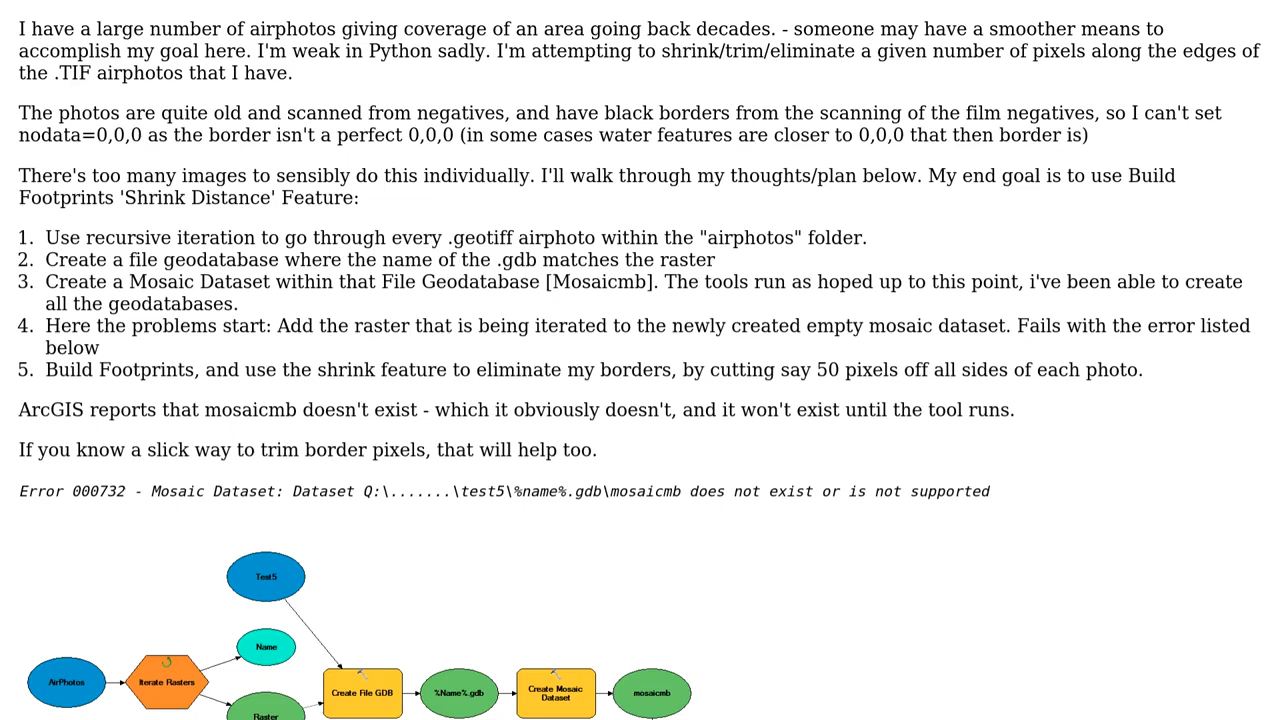 I have a large number of airphotos giving coverage of an area going back decades. - someone may have a smoother means to
accomplish my goal here. I'm weak in Python sadly. I'm attempting to shrink/trim/eliminate a given number of pixels along the edges of
the .TIF airphotos that I have.
The photos are quite old and scanned from negatives, and have black borders from the scanning of the film negatives, so I can't set
nodata=0,0,0 as the border isn't a perfect 0,0,0 (in some cases water features are closer to 0,0,0 that then border is)
There's too many images to sensibly do this individually. I'll walk through my thoughts/plan below. My end goal is to use Build
Footprints 'Shrink Distance' Feature:
1. Use recursive iteration to go through every .geotiff airphoto within the "airphotos" folder.
2. Create a file geodatabase where the name of the .gdb matches the raster
3. Create a Mosaic Dataset within that File Geodatabase [Mosaicmb]. The tools run as hoped up to this point, i've been able to create
all the geodatabases.
4. Here the problems start: Add the raster that is being iterated to the newly created empty mosaic dataset. Fails with the error listed
below
5. Build Footprints, and use the shrink feature to eliminate my borders, by cutting say 50 pixels off all sides of each photo.
ArcGIS reports that mosaicmb doesn't exist - which it obviously doesn't, and it won't exist until the tool runs.
If you know a slick way to trim border pixels, that will help too.
Error 000732 - Mosaic Dataset: Dataset Q:\.......\test5\%name%.gdb\mosaicmb does not exist or is not supported
Test5
Name
AirPhotos
Iterate Rasters
Create File GDB
%Name%.gdb
Create Mosaic
Dataset
mosaicmb
Raster